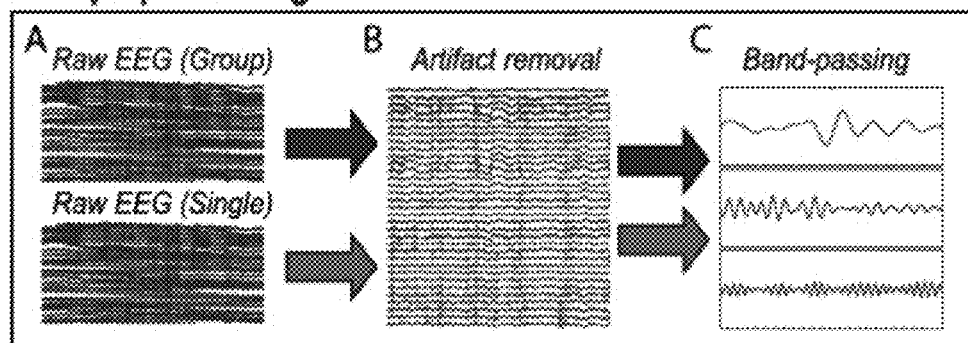 A
Raw EEG (Group)
B
Artifact removal
C
Band-passing
Raw EEG (Single)